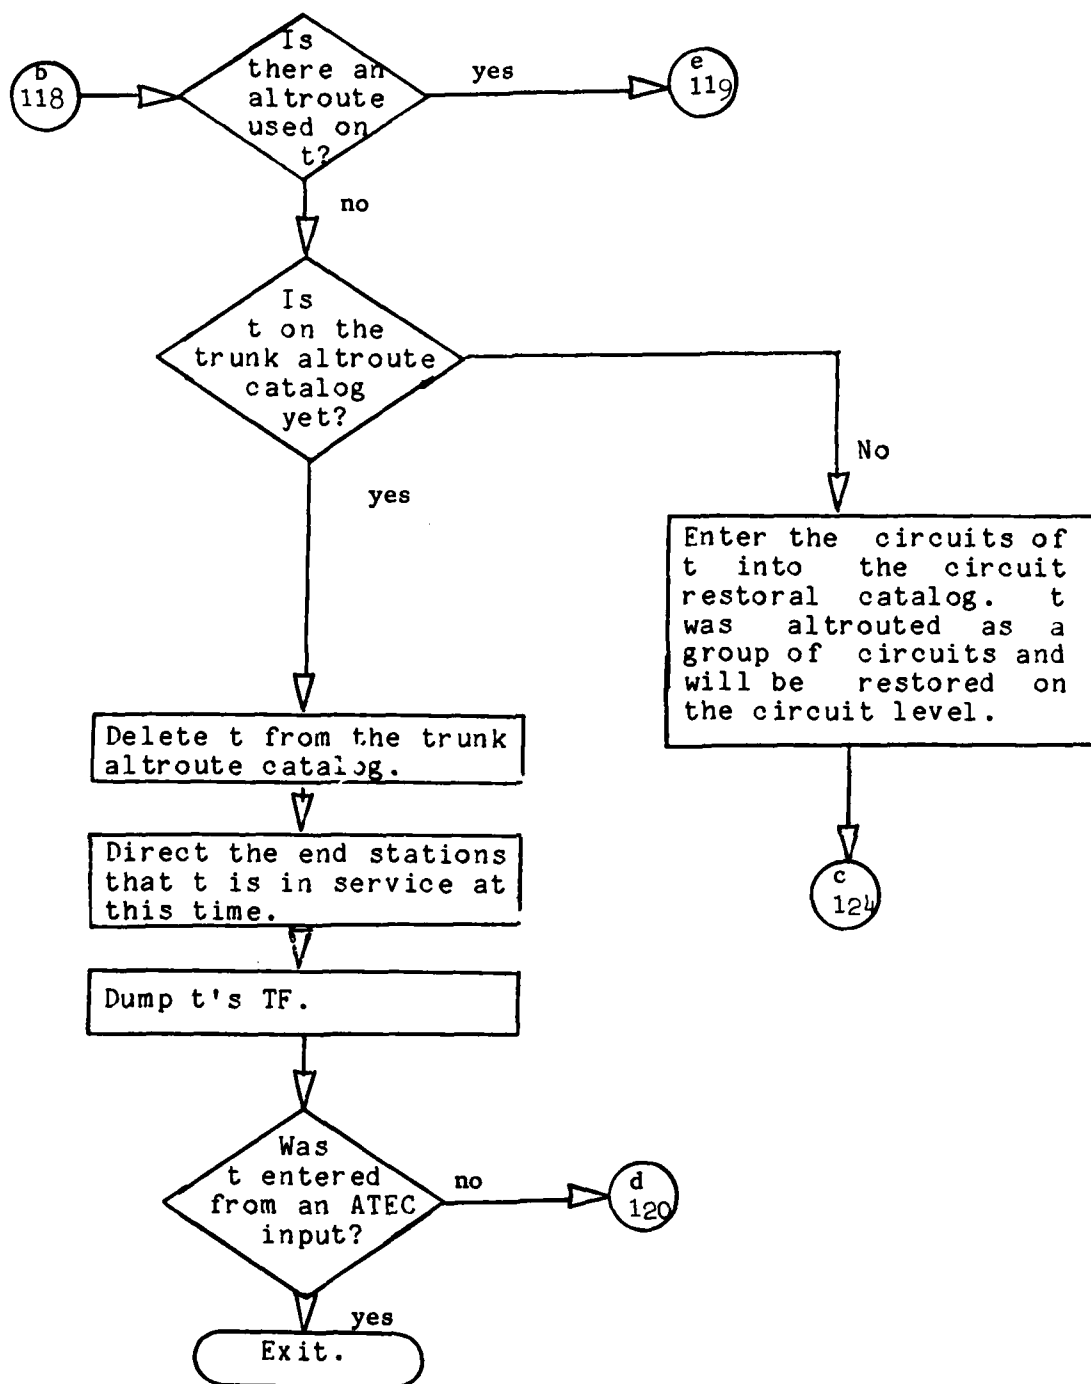 b
118
Is
there an
altroute
used on
t?
yes
e
119
no
Is
t on the
trunk altroute
catalog
yet?
No
yes
Enter the circuits of
t into the circuit
restoral catalog. t
was altrouted as a
group of circuits and
will be restored on
the circuit level.
Delete t from the trunk
altroute catalog.
Direct the end stations
that t is in service at
this time.
c
124
Dump t's TF.
Was
t entered
from an ATEC
input?
no
d
120
yes
Exit.